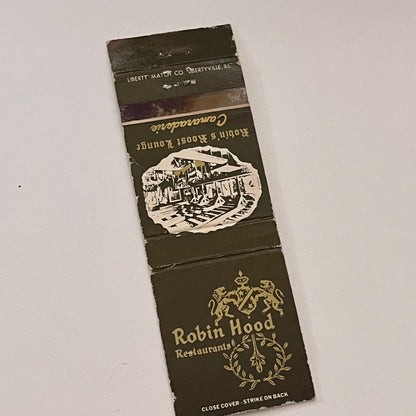 LIBERTY MATCH CO. LIBERTYVILLE, ILL.
Camaraderie
Robin's Roost Lounge
Robin Hood
Restaurants
CLOSE COVER - STRIKE ON BACK